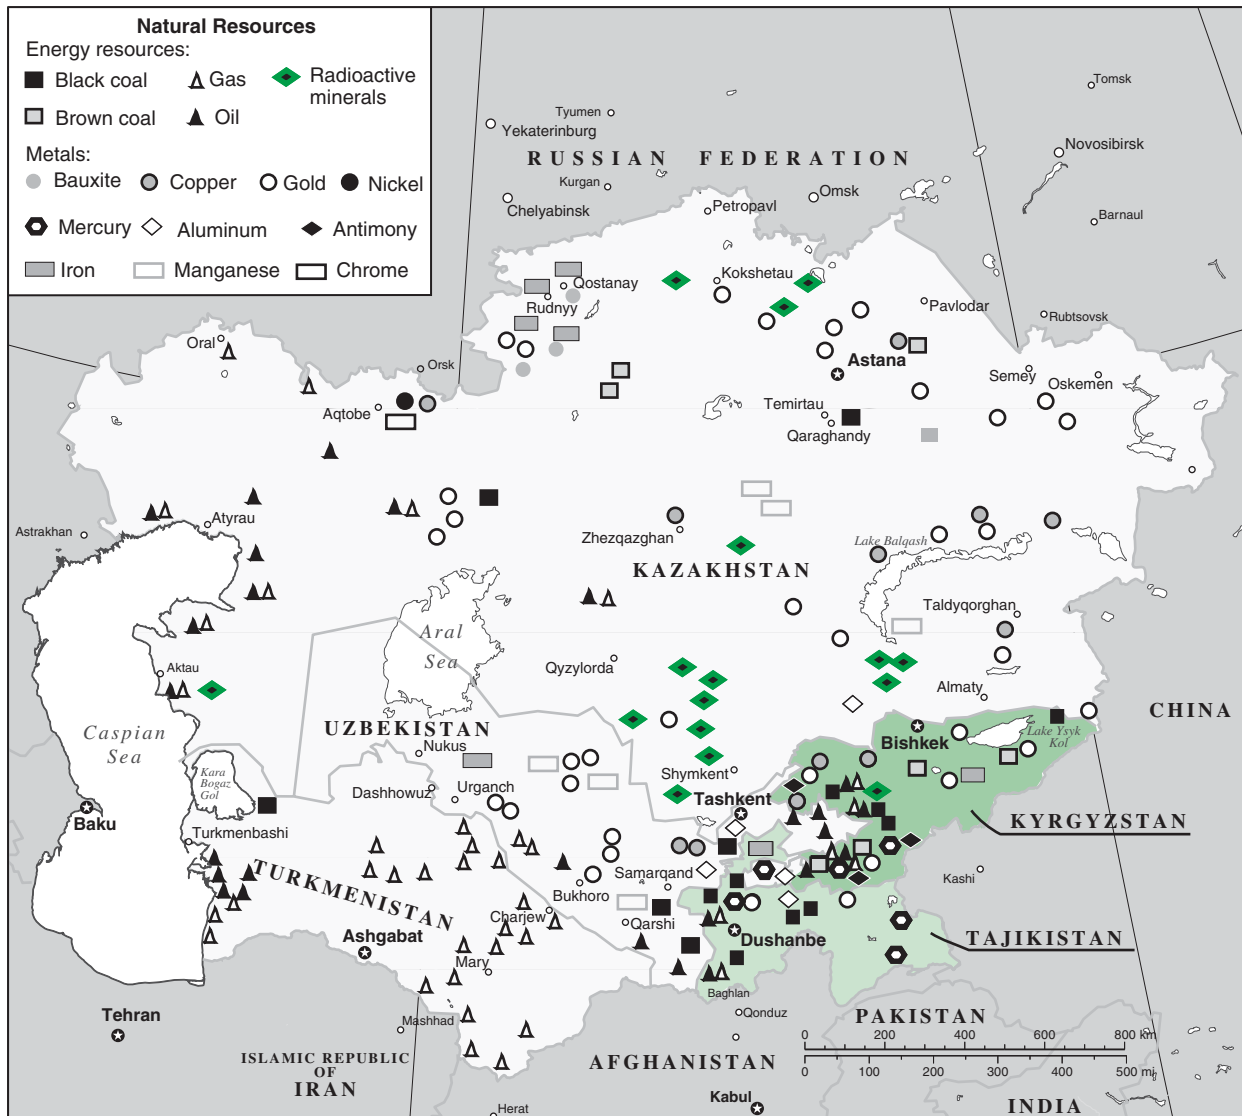 Natural Resources
Energy resources:
Black coal
Gas
Radioactive
minerals
Brown coal
Oil
Metals:
Bauxite
Copper
Gold
Nickel
Mercury
Aluminum
Antimony
Iron
Manganese
Chrome
Tomsk
Tyumen
Yekaterinburg
Novosibirsk
RUSSIAN FEDERATION
Kurgan
Omsk
Chelyabinsk
Petropavl
Barnaul
Kokshetau
Qostanay
Rudnyy
Pavlodar
Rubtsovsk
Oral
Orsk
Astana
Semey
Oskemen
Aqtobe
Temirtau
Qaraghandy
Atyrau
Astrakhan
Zhezqazghan
Lake Balqash
KAZAKHSTAN
Taldyqorghan
Aral
Sea
Qyzylorda
Aktau
Almaty
CHINA
Caspian
Sea
UZBEKISTAN
Bishkek
Lake Ysyk
Kol
Nukus
Kara
Bogaz
Gol
Shymkent
Dashhowuz
Urganch
Tashkent
Baku
KYRGYZSTAN
Turkmenbashi
TURKMENISTAN
Samarqand
Kashi
Bukhoro
Charjew
Qarshi
Ashgabat
Dushanbe
TAJIKISTAN
Mary
Baghlan
Tehran
Mashhad
Qonduz
PAKISTAN
0 200 400 600 800 km
ISLAMIC REPUBLIC
OF
IRAN
AFGHANISTAN
0 100 200 300 400 500 mi
Kabul
Herat
INDIA